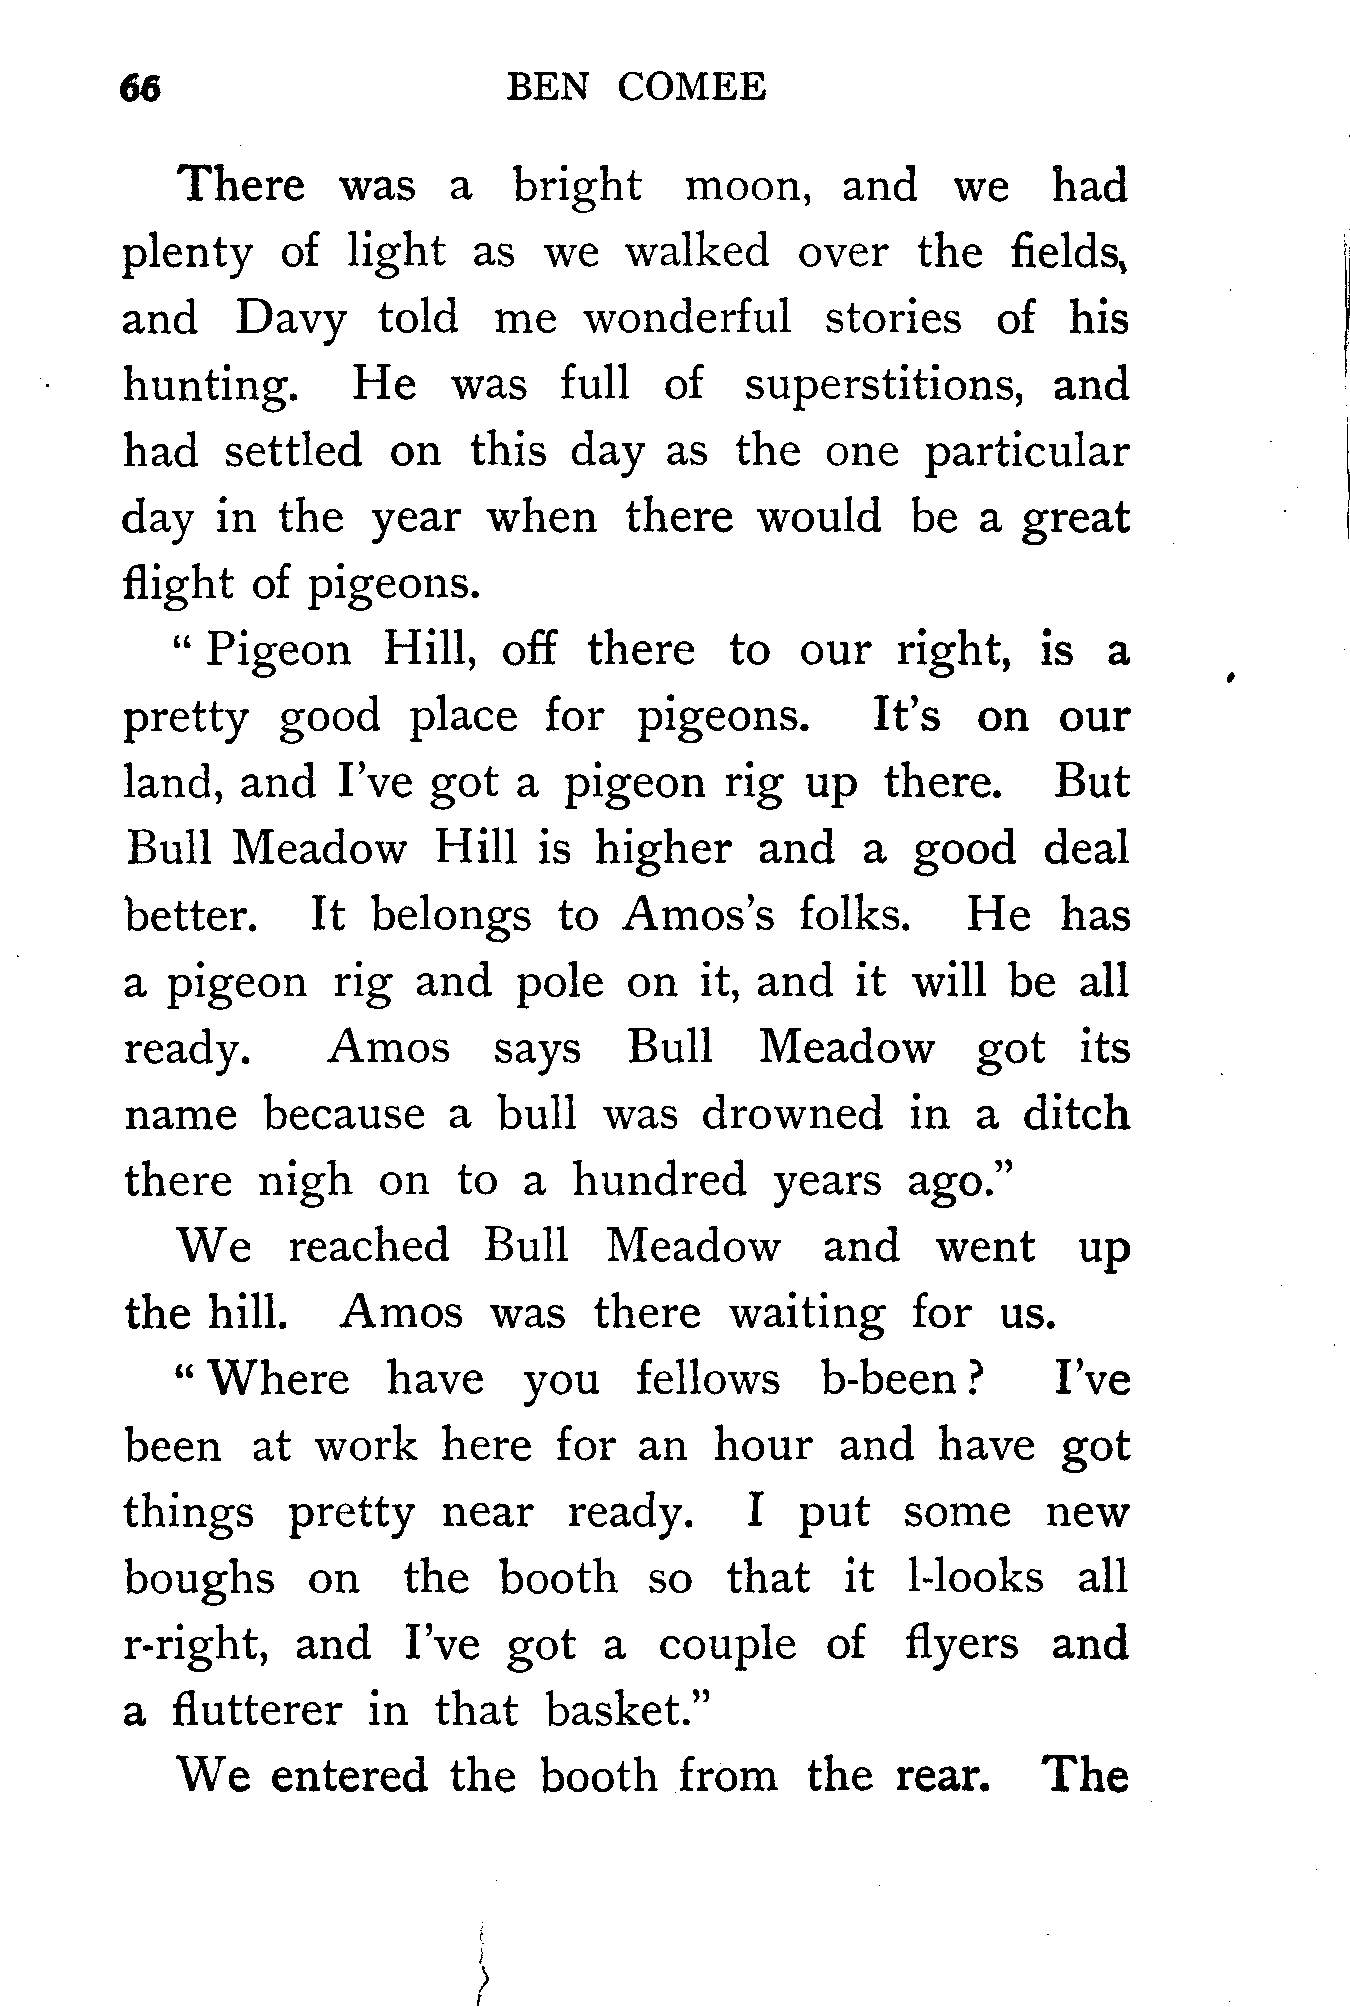 66 BEN COMEE
There was a bright moon, and we had
plenty of light as we walked over the fields,
and Davy told me wonderful stories of his
hunting. He was full of superstitions, and
had settled on this day as the one particular
day in the year when there would be a great
flight of pigeons.
“ Pigeon Hill, off there to our right, is a
pretty good place for pigeons. It’s on our
land, and I’ve got a pigeon rig up there. But
Bull Meadow Hill is higher and a good deal
better. It belongs to Amos’s folks. He has
a pigeon rig and pole on it, and it will be all
ready. Amos says Bull Meadow got its
name because a bull was drowned in a ditch
there nigh on to a hundred years ago.”
We reached Bull Meadow and went up
the hill. Amos was there waiting for us.
“ Where have you fellows b-been ? I’ve
been at work here for an hour and have got
things pretty near ready. I put some new
boughs on the booth so that it l-looks all
r-right, and I’ve got a couple of flyers and
a flutterer in that basket.”
We entered the booth from the rear. The